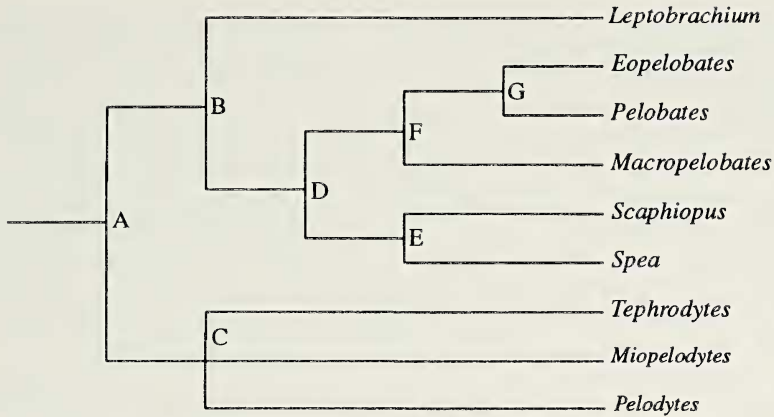 Leptobrachium
Eopelobates
G
B
Pelobates
F
Macropelobates
D
Scaphiopus
A
E
Spea
Tephrodytes
C
Miopelodytes
Pelodytes